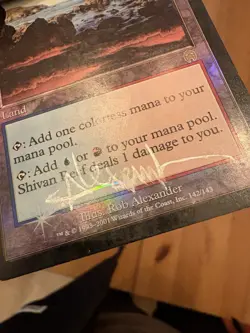 Land
: Add one colorless mana to your
mana pool.
: Add or to your mana pool.
Shivan Reef deals 1 damage to you.
Illus. Rob Alexander
™ & © 1993–2001 Wizards of the Coast, Inc. 142/143